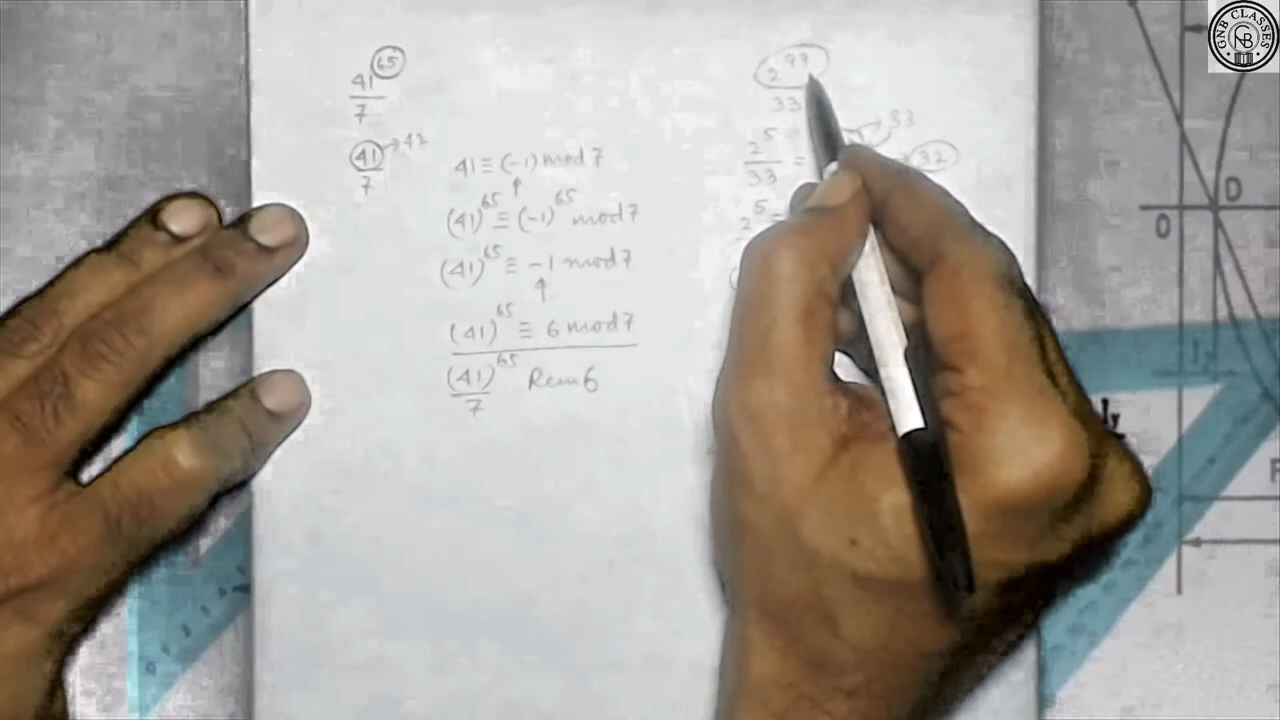 41^65
7
41 → 42
7
41 ≡ (-1) mod 7
(41)^65 ≡ (-1)^65 mod 7
(41)^65 ≡ -1 mod 7
(41)^65 ≡ 6 mod 7
(41)^65 Rem 6
7
2^99
33
2^5 =
33
→ 33
32
2^5 =
GNB CLASSES
NB
D
O